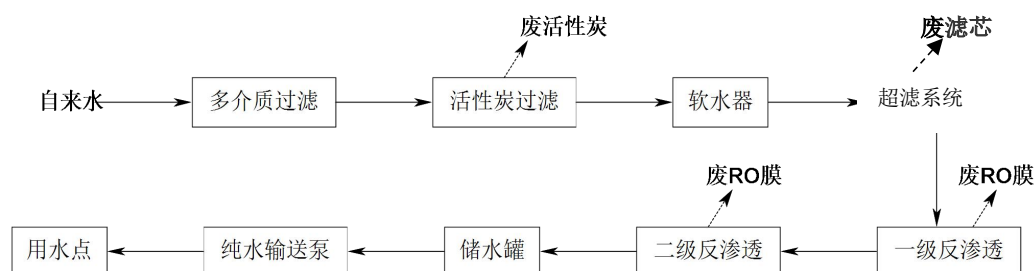 废活性炭
废滤芯
自来水
多介质过滤
活性炭过滤
软水器
超滤系统
废RO膜
废RO膜
用水点
纯水输送泵
储水罐
二级反渗透
一级反渗透